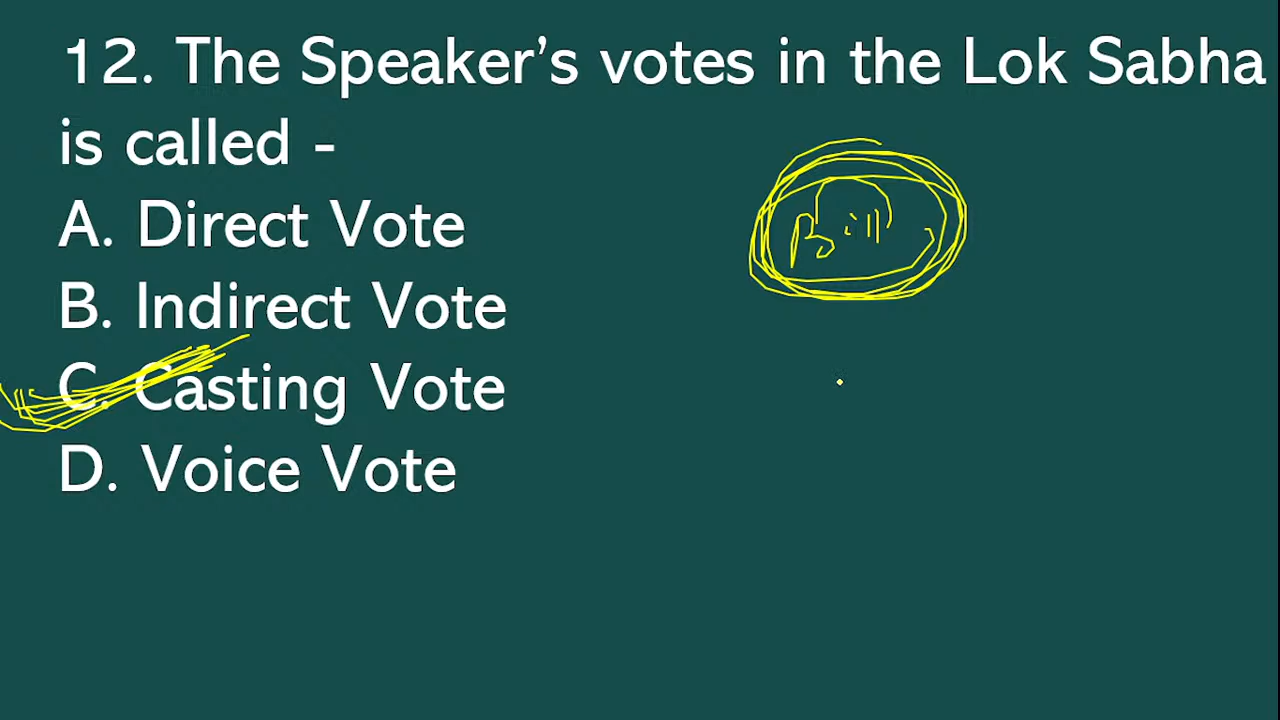 12. The Speaker’s votes in the Lok Sabha
is called -
A. Direct Vote
Bill
B. Indirect Vote
C. Casting Vote
D. Voice Vote